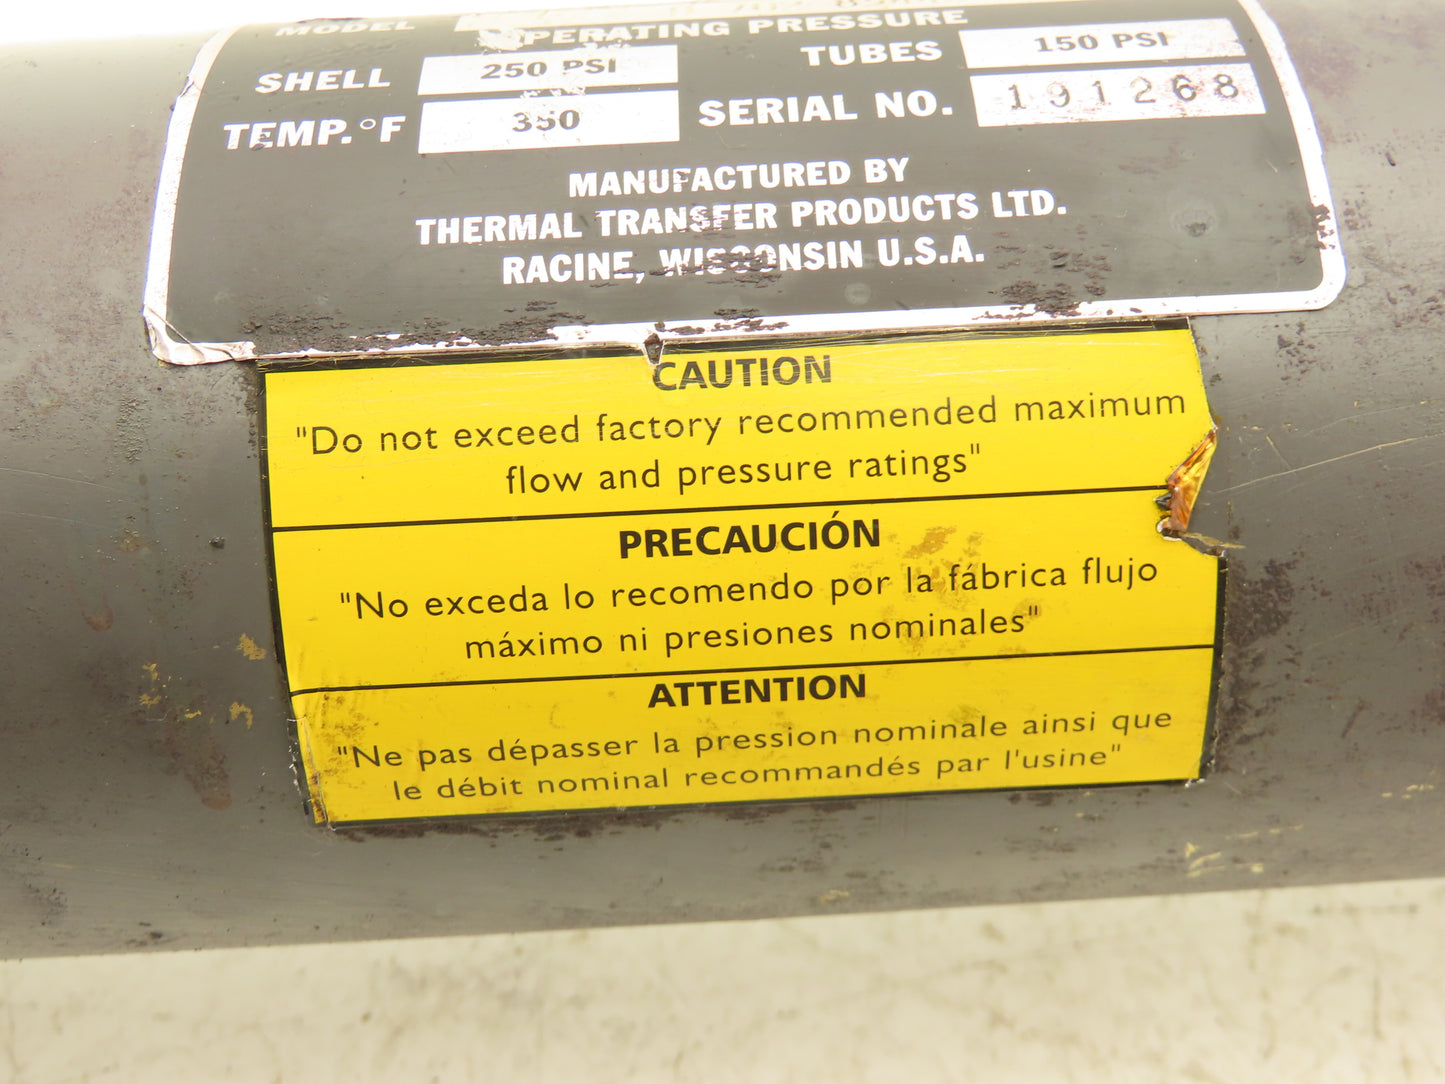 MODEL
OPERATING PRESSURE
SHELL 250 PSI TUBES 150 PSI
TEMP. °F 350 SERIAL NO. 191268
MANUFACTURED BY
THERMAL TRANSFER PRODUCTS LTD.
RACINE, WISCONSIN U.S.A.
CAUTION
"Do not exceed factory recommended maximum
flow and pressure ratings"
PRECAUCIÓN
"No exceda lo recomendo por la fábrica flujo
máximo ni presiones nominales"
ATTENTION
"Ne pas dépasser la pression nominale ainsi que
le débit nominal recommandés par l'usine"